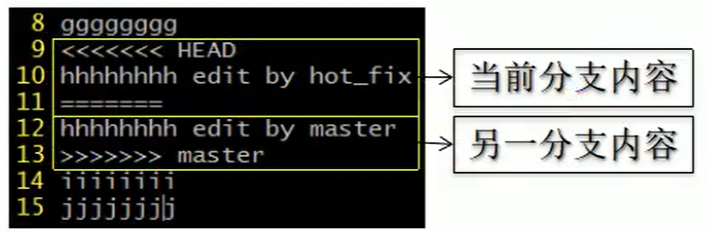 8 gggggggg
9 <<<<<<< HEAD
10 hhhhhhhh edit by hot_fix
11 =======
12 hhhhhhhh edit by master
13 >>>>>>> master
14 iiiiiiii
15 jjjjjjjj
当前分支内容
另一分支内容